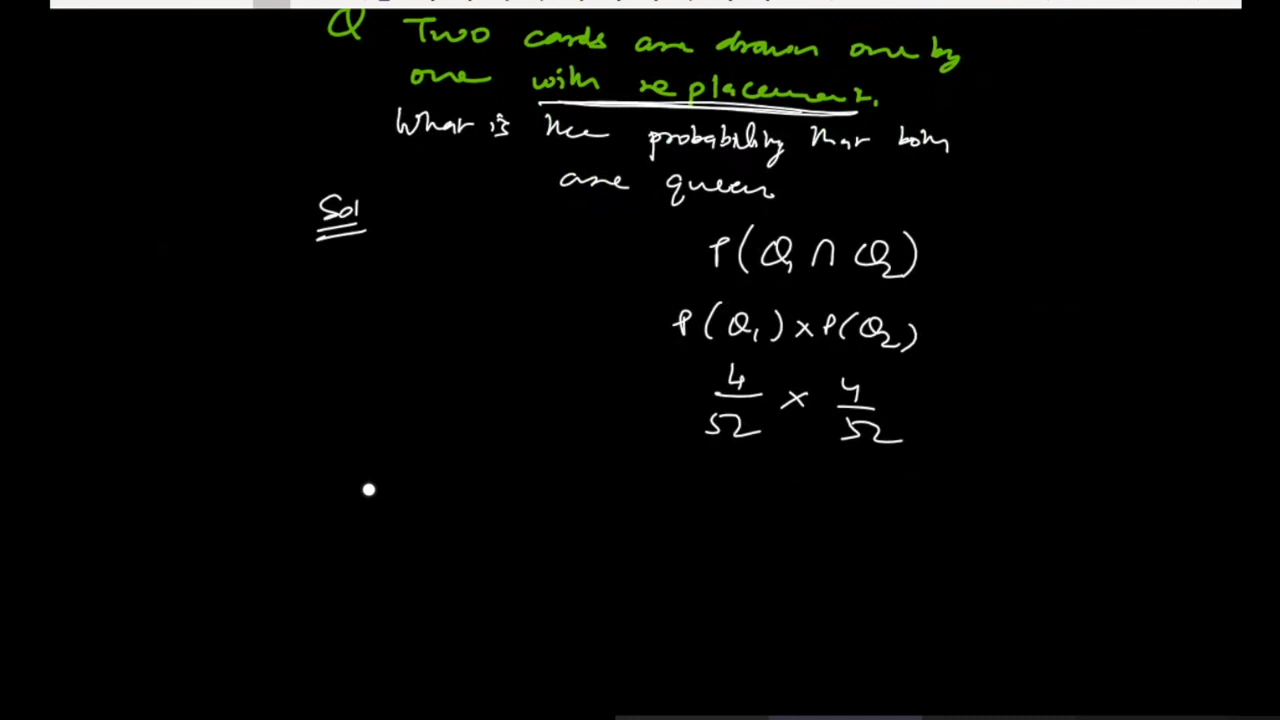 Q Two cards are drawn one by
one with replacement.
What is the probability that both
are queen
Sol
P(Q₁ ∩ Q₂)
P(Q₁) × P(Q₂)
4/52 × 4/52